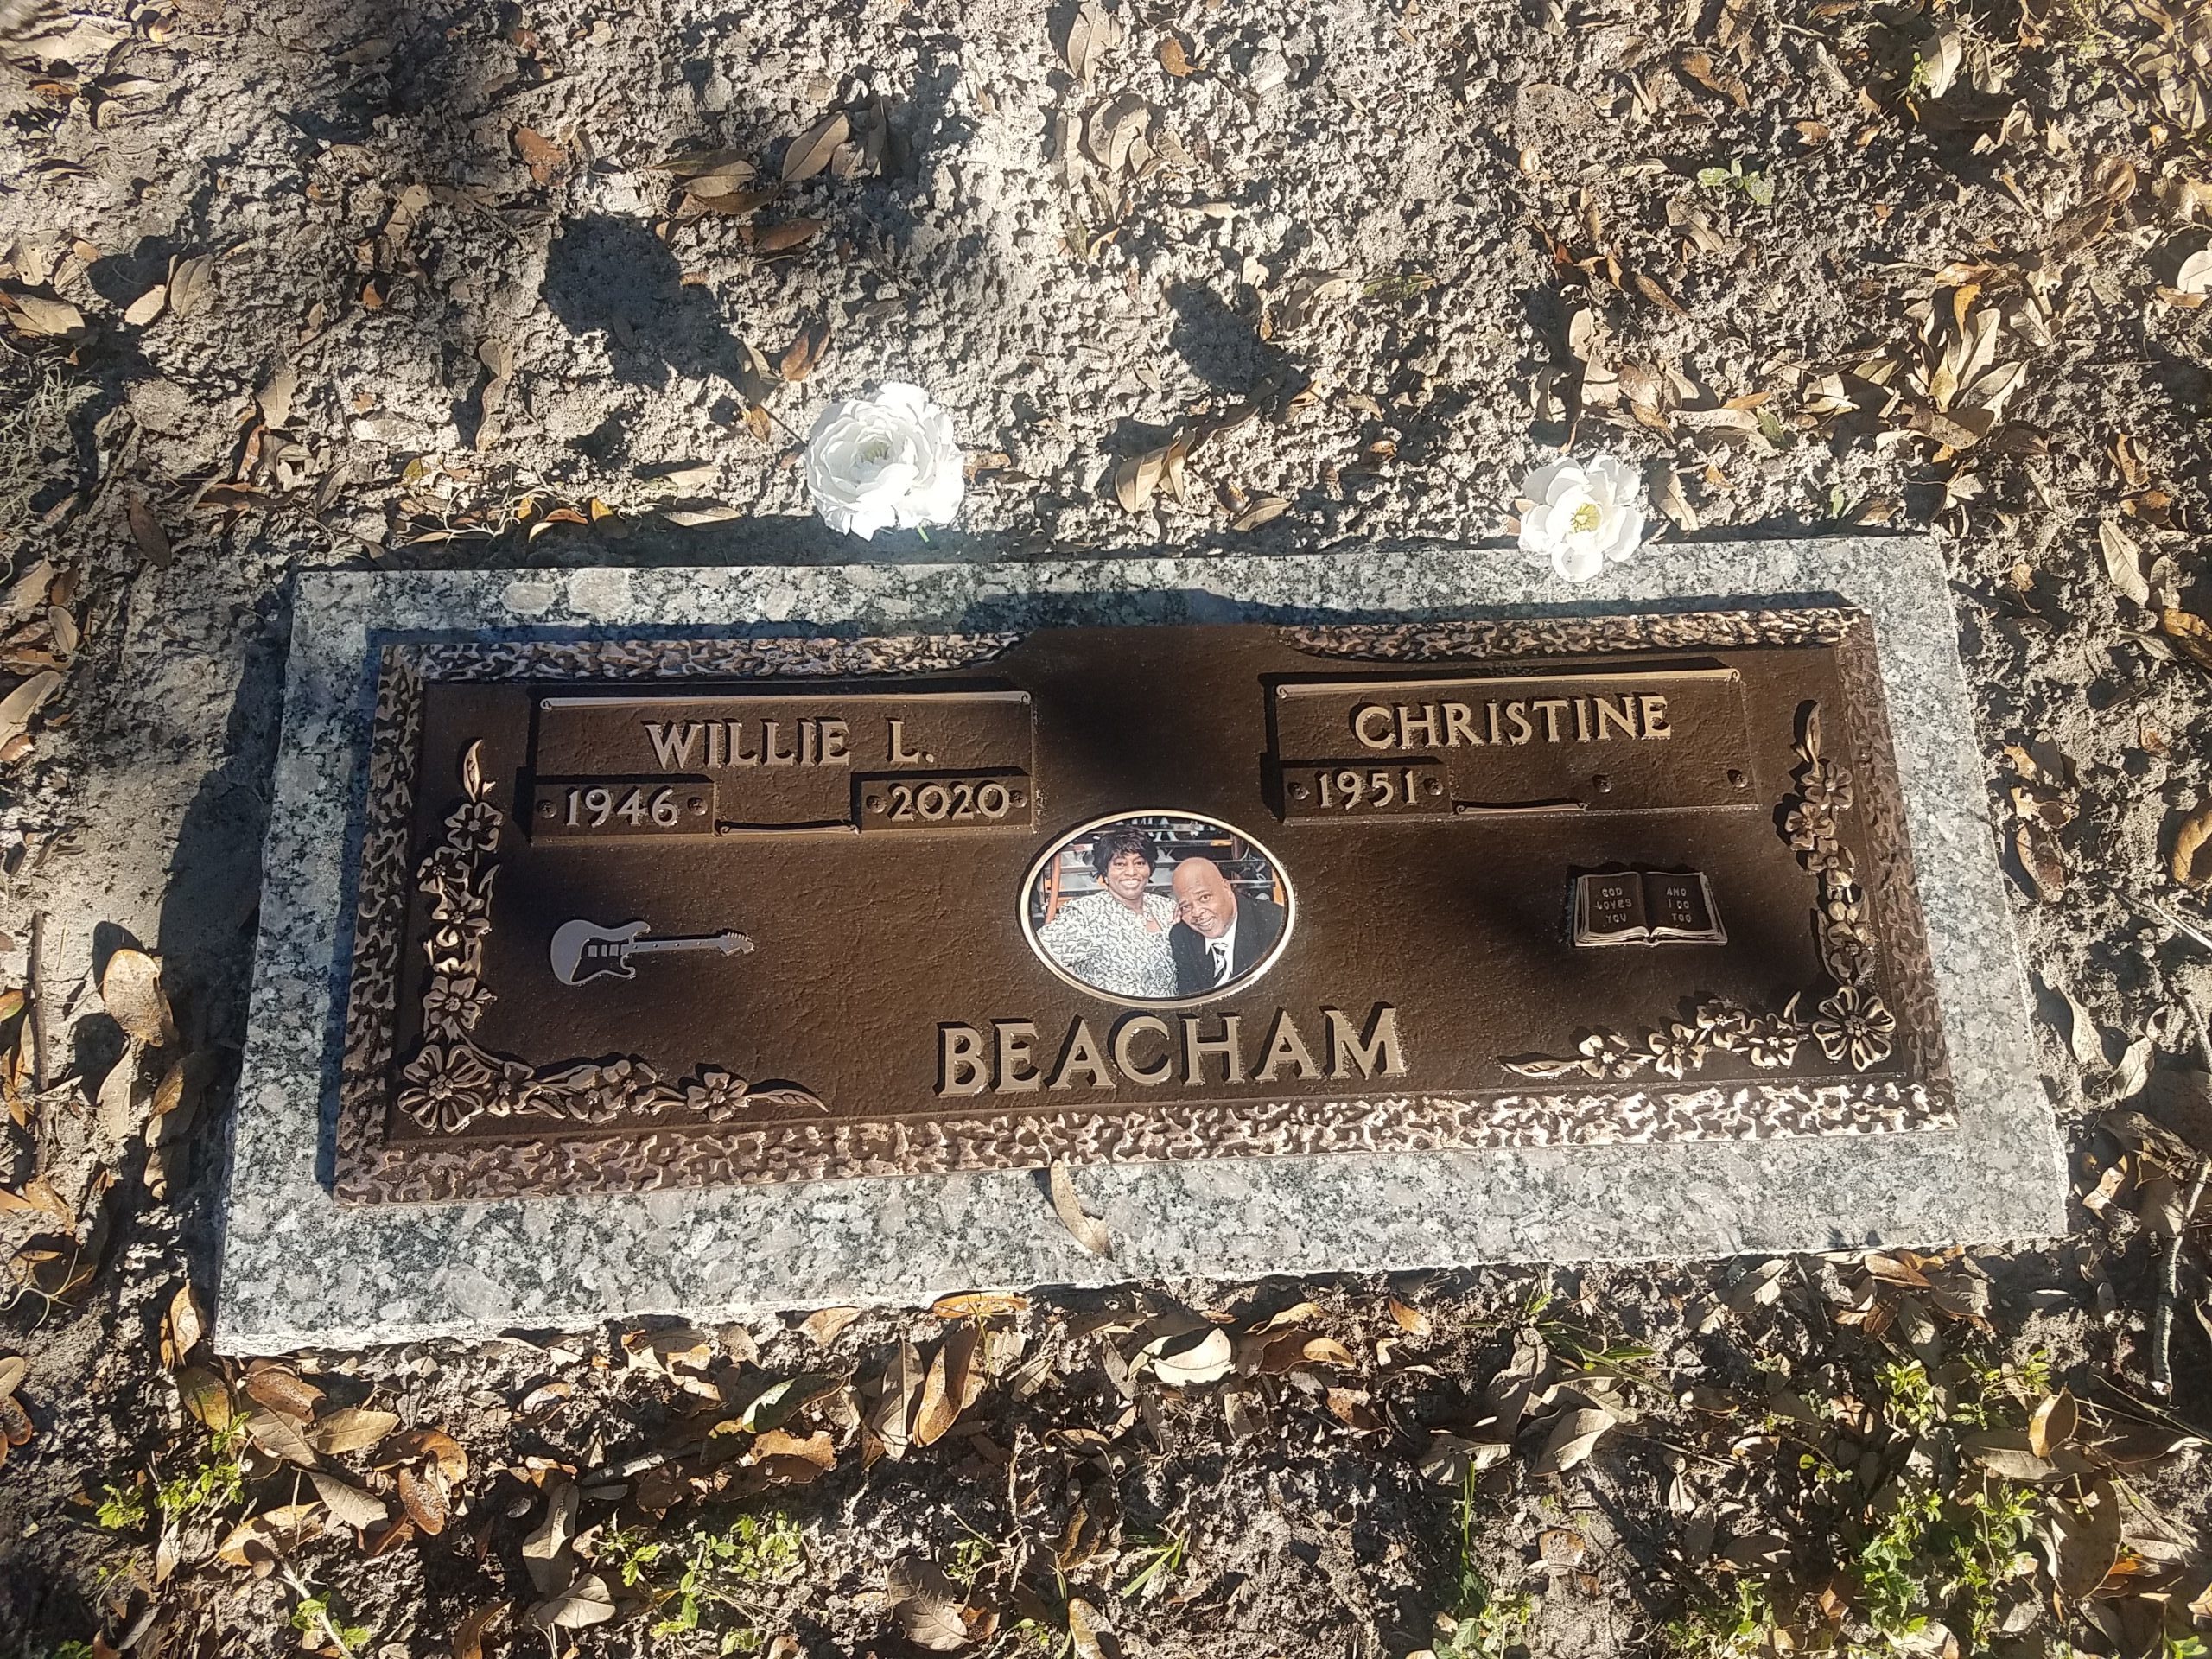 WILLIE L.
1946 2020
CHRISTINE
1951
GOD
LOVES
YOU
AND
I DO
TOO
BEACHAM